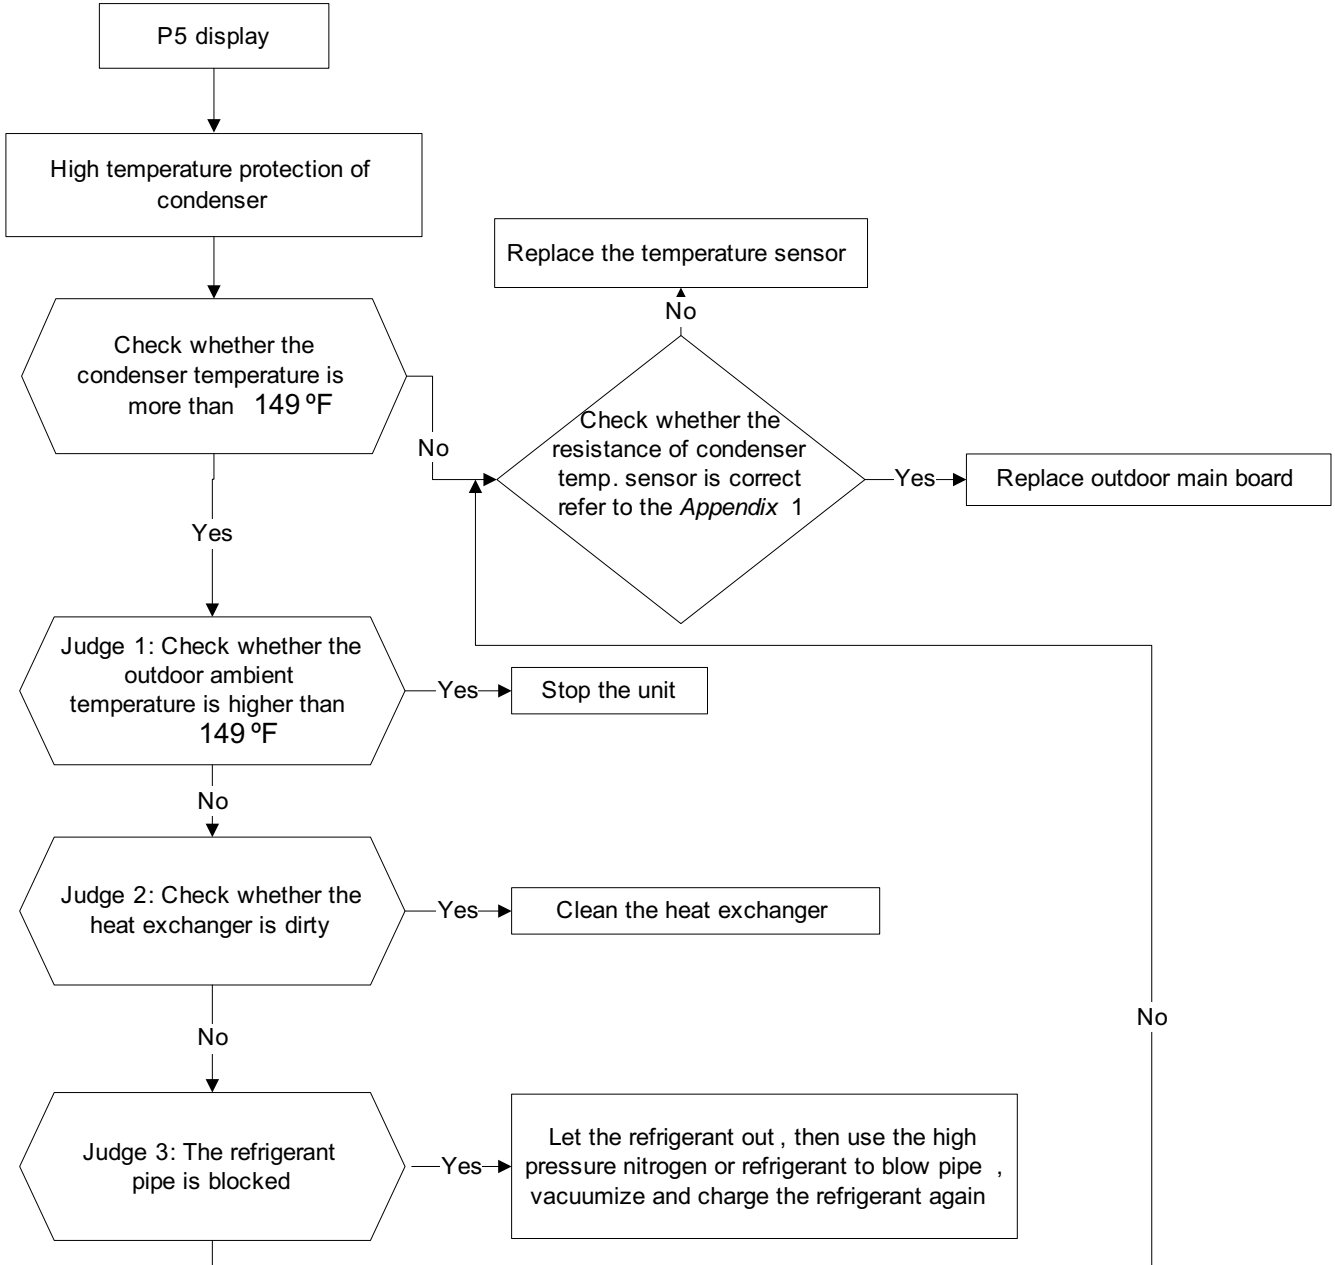 P5 display
High temperature protection of
condenser
Replace the temperature sensor
No
Check whether the
condenser temperature is
more than 149 ºF
No
Check whether the
resistance of condenser
temp. sensor is correct
refer to the Appendix 1
Yes
Replace outdoor main board
Yes
Judge 1: Check whether the
outdoor ambient
temperature is higher than
149 ºF
Yes
Stop the unit
No
Judge 2: Check whether the
heat exchanger is dirty
Yes
Clean the heat exchanger
No
No
Judge 3: The refrigerant
pipe is blocked
Yes
Let the refrigerant out , then use the high
pressure nitrogen or refrigerant to blow pipe ,
vacuumize and charge the refrigerant again